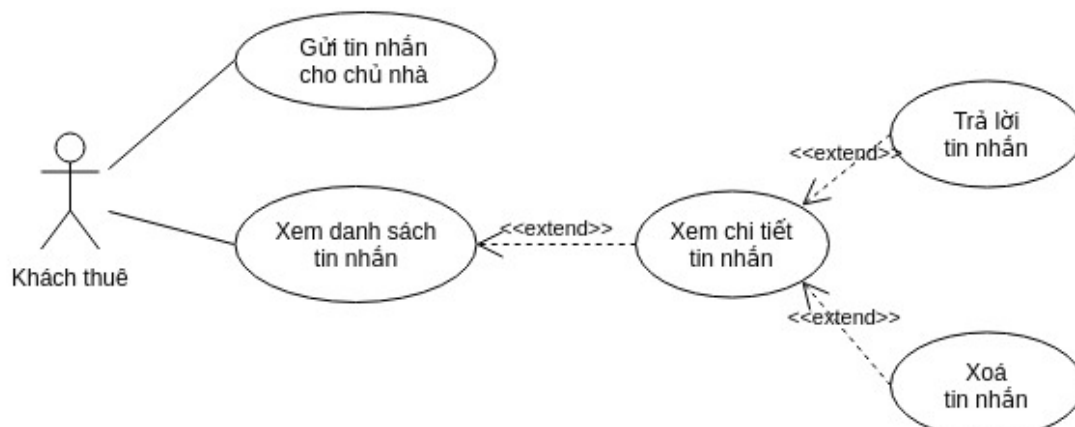 Gửi tin nhắn
cho chủ nhà
Trả lời
tin nhắn
<<extend>>
Xem danh sách
tin nhắn
<<extend>>
Xem chi tiết
tin nhắn
Khách thuê
<<extend>>
Xoá
tin nhắn